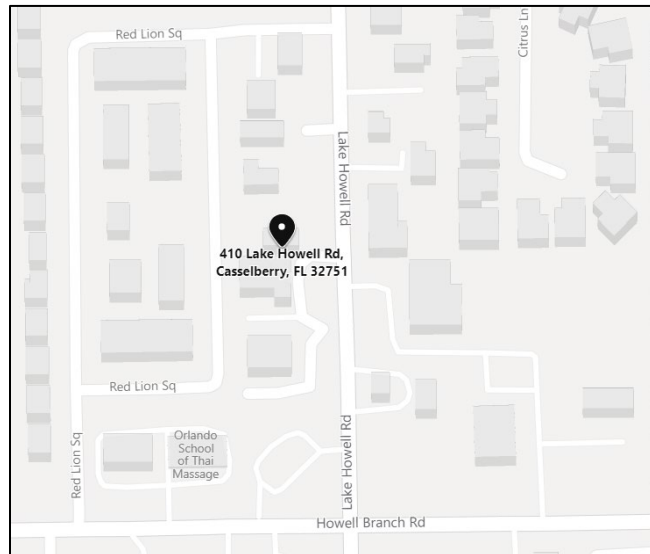 Red Lion Sq
Citrus Ln
Lake Howell Rd
410 Lake Howell Rd,
Casselberry, FL 32751
Red Lion Sq
Orlando
School
of Thai
Massage
Red Lion Sq
Lake Howell Rd
Howell Branch Rd